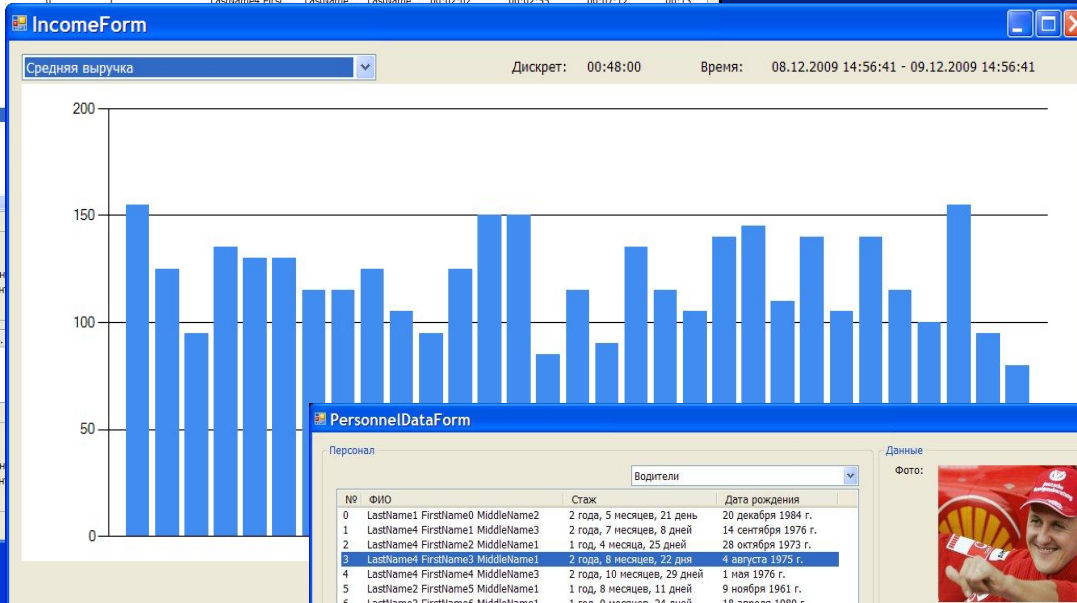 IncomeForm
Средняя выручка
Дискрет: 00:48:00 Время: 08.12.2009 14:56:41 - 09.12.2009 14:56:41
200
150
100
50
0
PersonnelDataForm
Персонал
Водители
№ ФИО Стаж Дата рождения
0 LastName1 FirstName0 MiddleName2 2 года, 5 месяцев, 21 день 20 декабря 1984 г.
1 LastName4 FirstName1 MiddleName3 2 года, 7 месяцев, 8 дней 14 сентября 1976 г.
2 LastName4 FirstName2 MiddleName1 1 год, 4 месяца, 25 дней 28 октября 1973 г.
3 LastName4 FirstName3 MiddleName1 2 года, 8 месяцев, 22 дня 4 августа 1975 г.
4 LastName4 FirstName4 MiddleName3 2 года, 10 месяцев, 29 дней 1 мая 1976 г.
5 LastName2 FirstName5 MiddleName1 1 год, 8 месяцев, 11 дней 9 ноября 1961 г.
Данные
Фото: